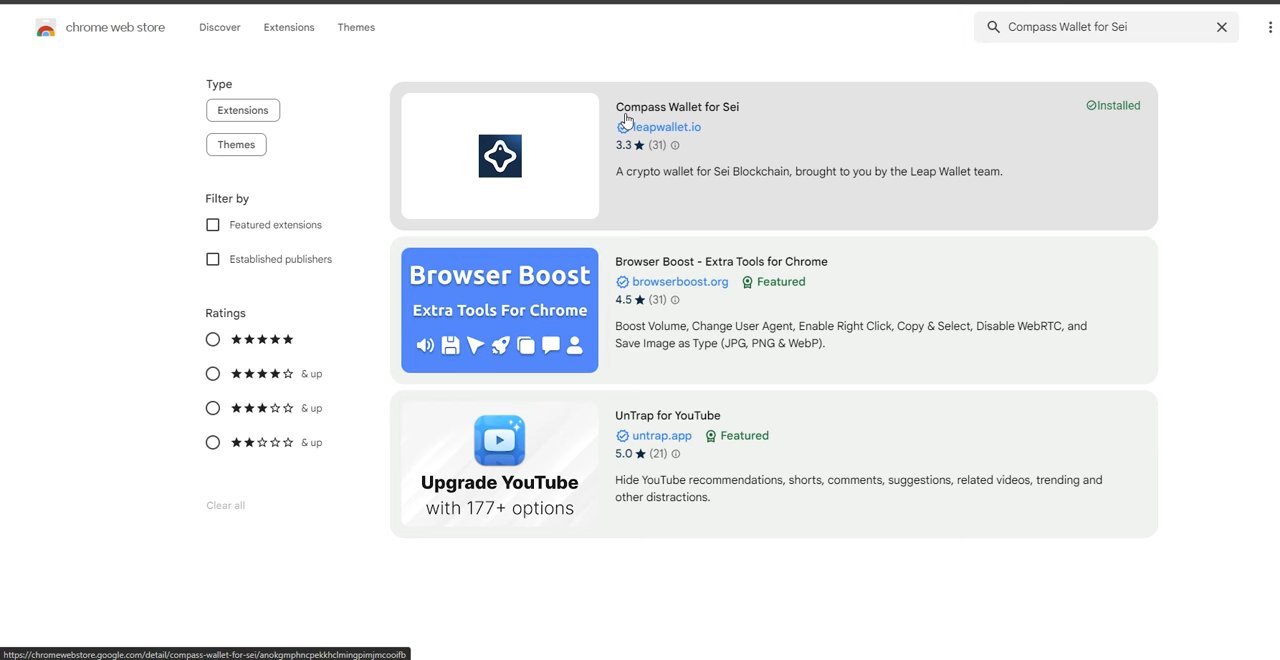 chrome web store
Discover
Extensions
Themes
Compass Wallet for Sei
Type
Extensions
Themes
Filter by
Featured extensions
Established publishers
Ratings
★★★★★
★★★★☆ & up
★★★☆☆ & up
★★☆☆☆ & up
Clear all
Compass Wallet for Sei
Installed
leapwallet.io
3.3 ★ (31)
A crypto wallet for Sei Blockchain, brought to you by the Leap Wallet team.
Browser Boost
Extra Tools For Chrome
Browser Boost - Extra Tools for Chrome
browserboost.org Featured
4.5 ★ (31)
Boost Volume, Change User Agent, Enable Right Click, Copy & Select, Disable WebRTC, and
Save Image as Type (JPG, PNG & WebP).
Upgrade YouTube
with 177+ options
UnTrap for YouTube
untrap.app Featured
5.0 ★ (21)
Hide YouTube recommendations, shorts, comments, suggestions, related videos, trending and
other distractions.
https://chromewebstore.google.com/detail/compass-wallet-for-sei/anokgmphncpekkhclmingpimjmcooifb